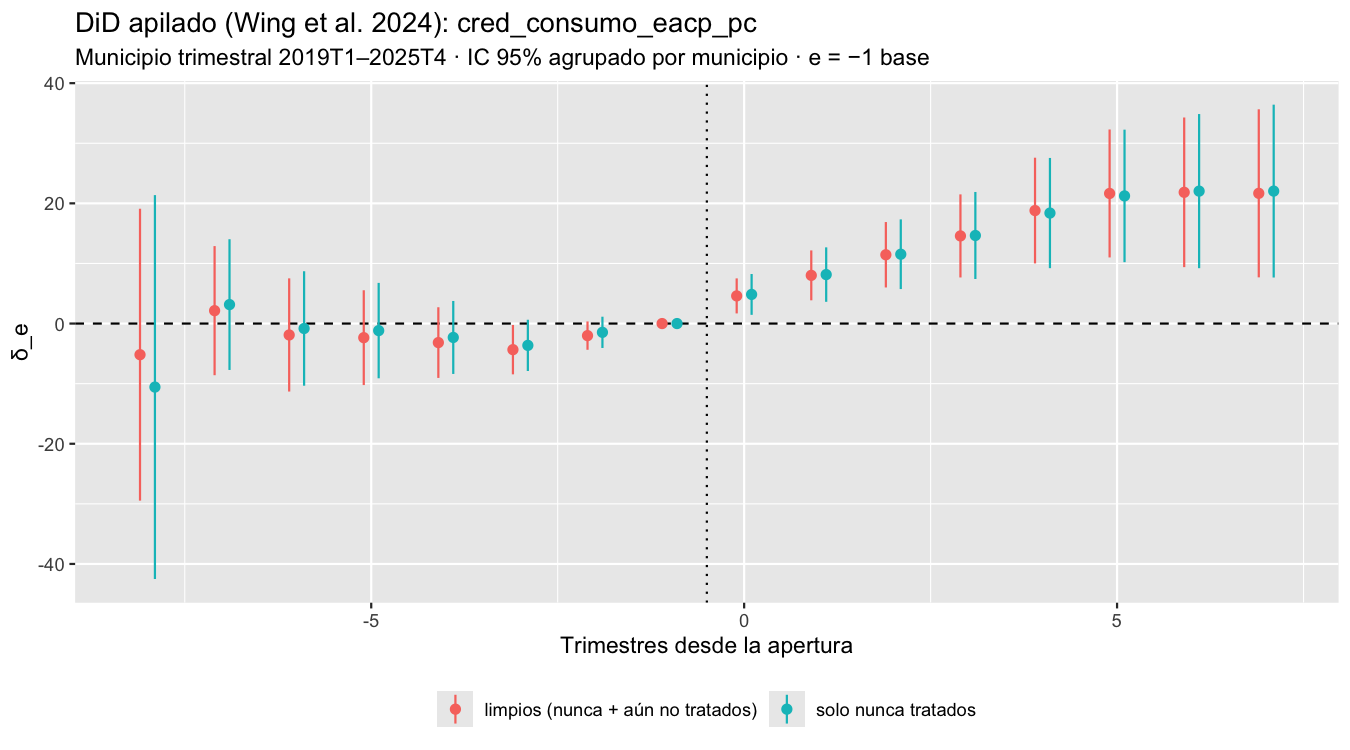 DiD apilado (Wing et al. 2024): cred_consumo_eacp_pc
Municipio trimestral 2019T1–2025T4 · IC 95% agrupado por municipio · e = −1 base
40
20
0
-20
-40
δ_e
-5
0
5
Trimestres desde la apertura
limpios (nunca + aún no tratados)
solo nunca tratados